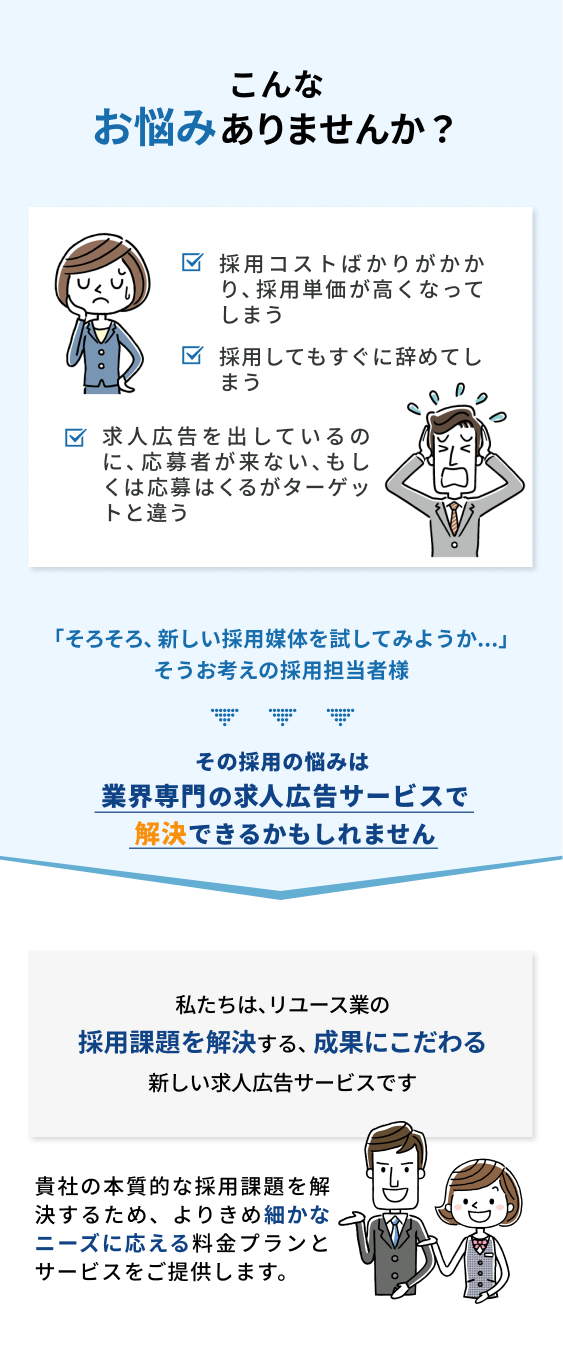 こんな
お悩みありませんか？
採用コストばかりがかか
り、採用単価が高くなって
しまう
採用してもすぐに辞めてし
まう
求人広告を出しているの
に、応募者が来ない、もし
くは応募はくるがターゲッ
トと違う
「そろそろ、新しい採用媒体を試してみようか…」
そうお考えの採用担当者様
その採用の悩みは
業界専門の求人広告サービスで
解決できるかもしれません
私たちは、リユース業の
採用課題を解決する、成果にこだわる
新しい求人広告サービスです
貴社の本質的な採用課題を解
決するため、よりきめ細かな
ニーズに応える料金プランと
サービスをご提供します。